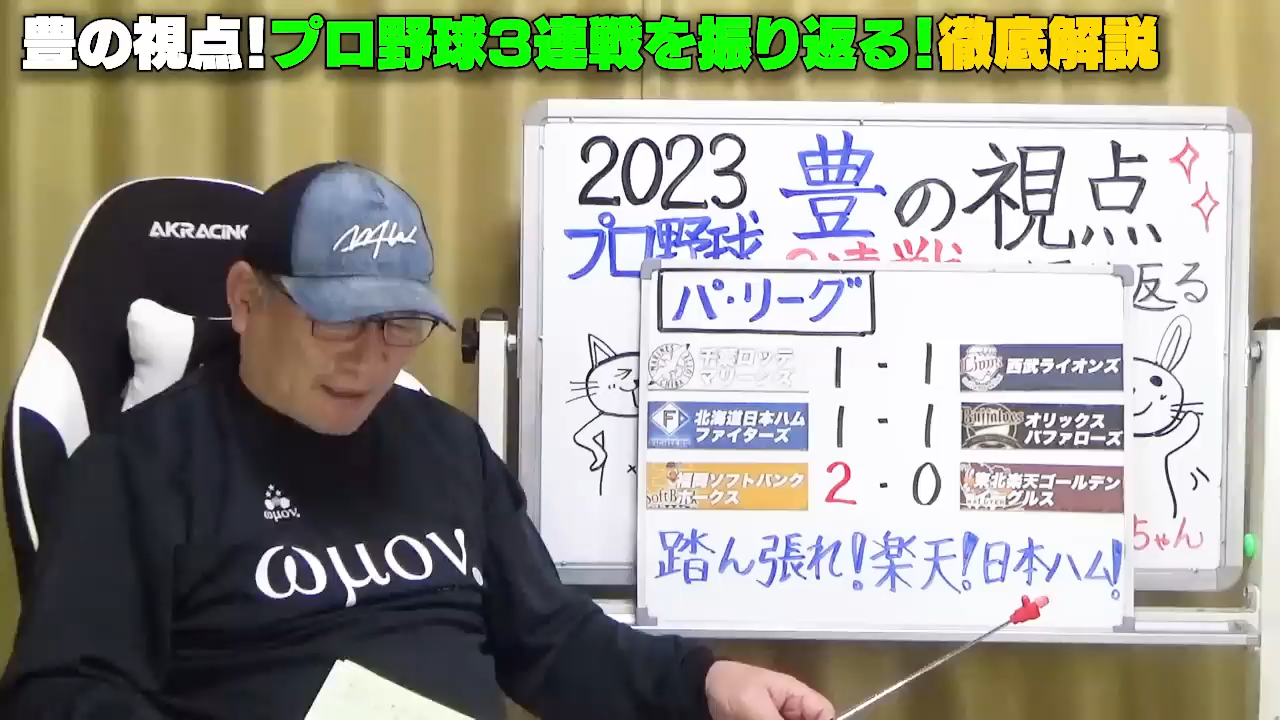 豊の視点!プロ野球3連戦を振り返る!徹底解説
AKRACING
2023 豊の視点
プロ野球
返る
パ・リーグ
千葉ロッテマリーンズ 1 - 1 西武ライオンズ
北海道日本ハムファイターズ 1 - 1 オリックスバファローズ
福岡ソフトバンクホークス 2 - 0 東北楽天ゴールデンイーグルス
踏ん張れ!楽天!日本ハム!
ちゃん
ωμον.
ωμον.